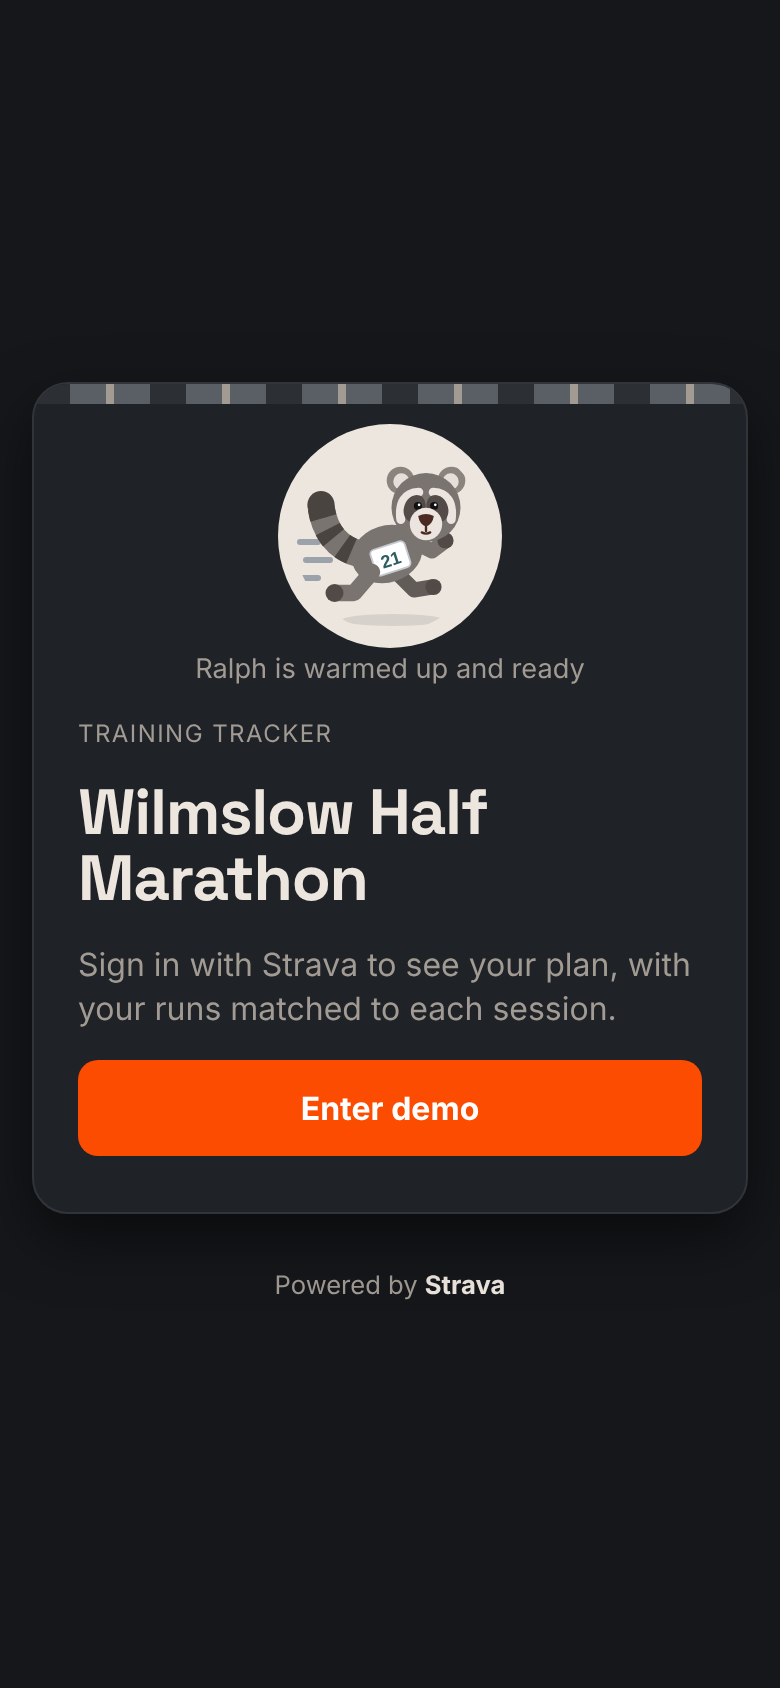 21
Ralph is warmed up and ready
TRAINING TRACKER
Wilmslow Half
Marathon
Sign in with Strava to see your plan, with
your runs matched to each session.
Enter demo
Powered by Strava